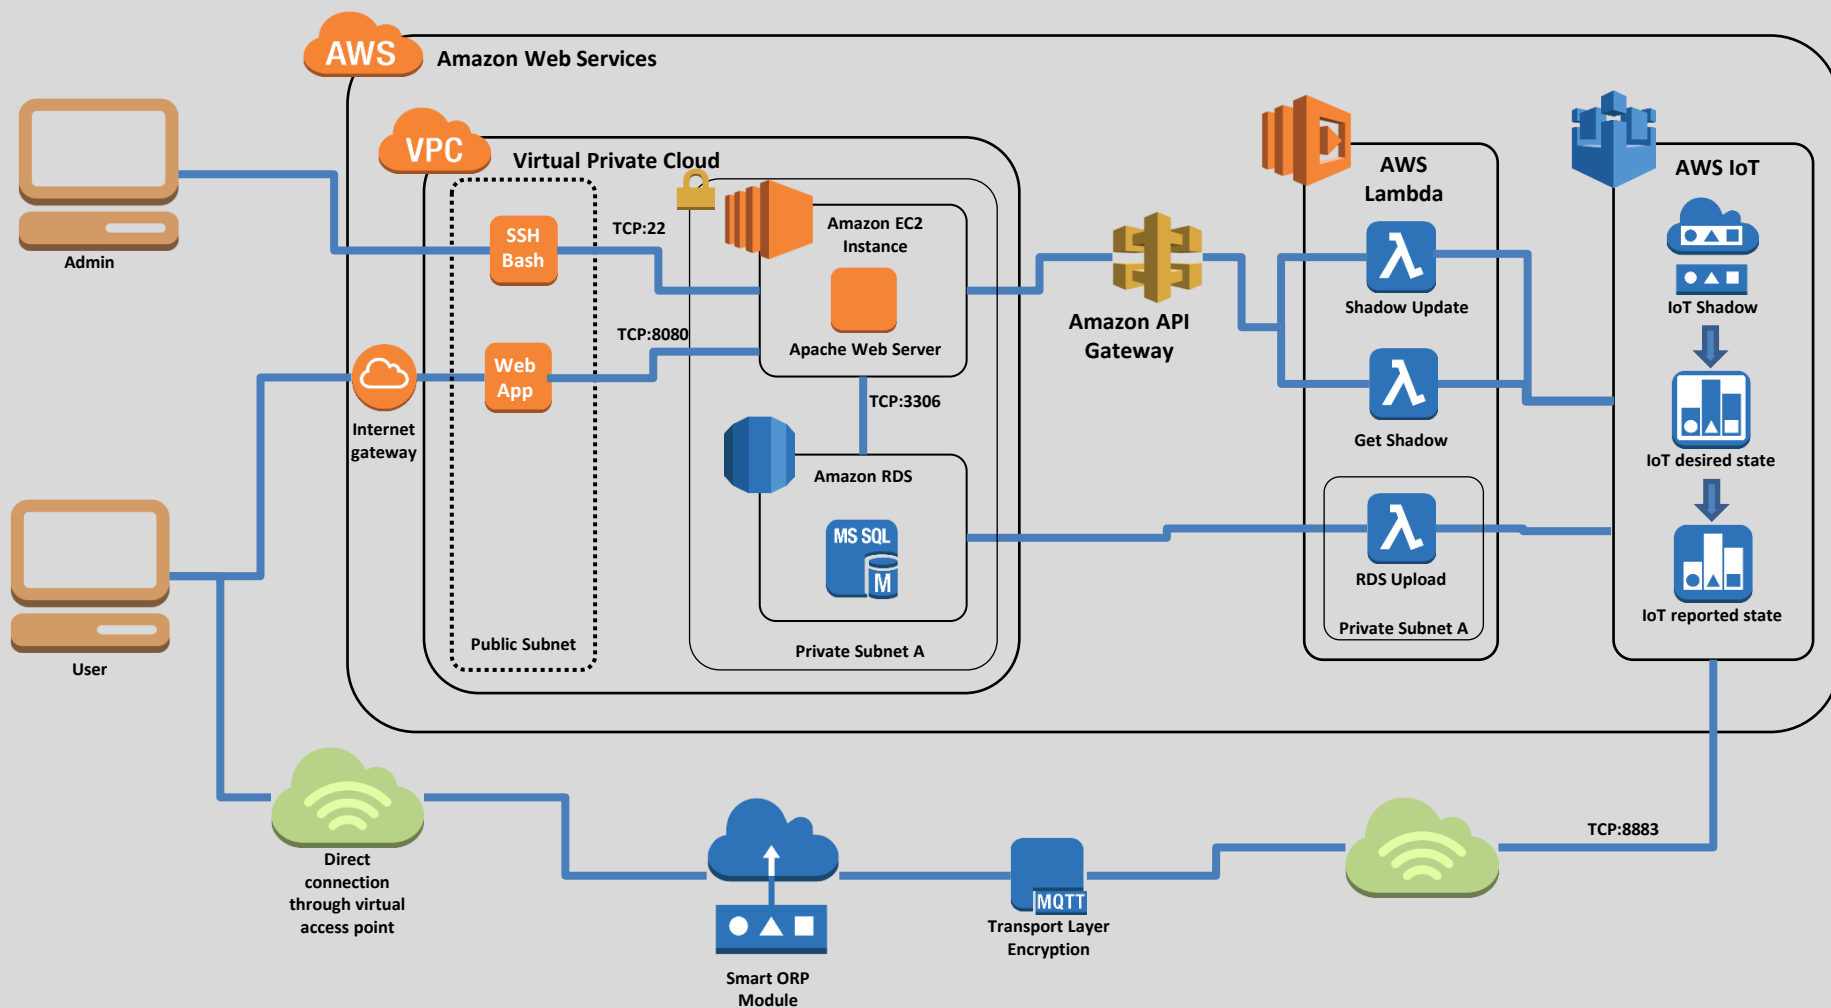 AWS
Amazon Web Services
VPC
Virtual Private Cloud
Admin
SSH
Bash
TCP:22
Amazon EC2
Instance
Apache Web Server
TCP:8080
Web
App
Internet
gateway
TCP:3306
Amazon RDS
MS SQL
M
Public Subnet
Private Subnet A
User
Amazon API
Gateway
AWS
Lambda
Shadow Update
Get Shadow
RDS Upload
Private Subnet A
AWS IoT
IoT Shadow
IoT desired state
IoT reported state
Direct
connection
through virtual
access point
Smart ORP
Module
MQTT
Transport Layer
Encryption
TCP:8883